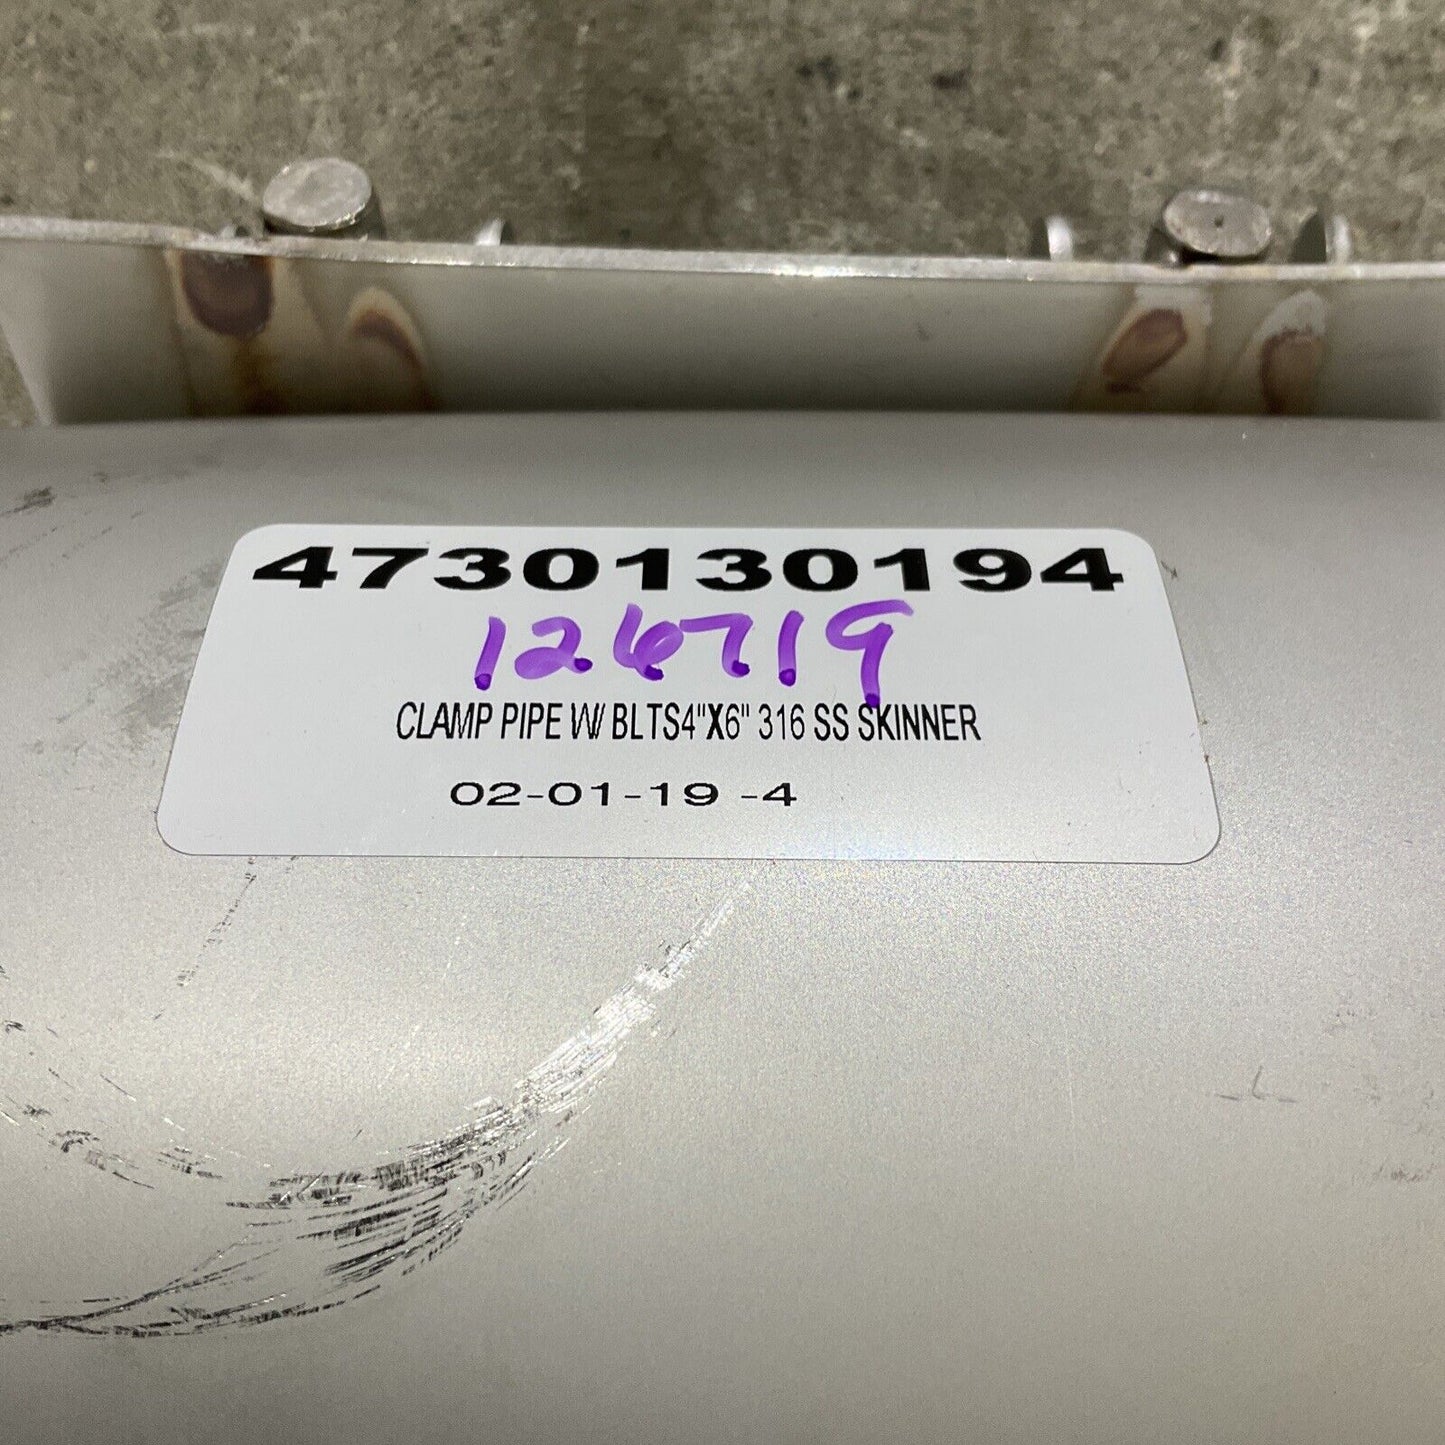 4730130194
126719
CLAMP PIPE W/ BLTS4"X6" 316 SS SKINNER
02-01-19 -4